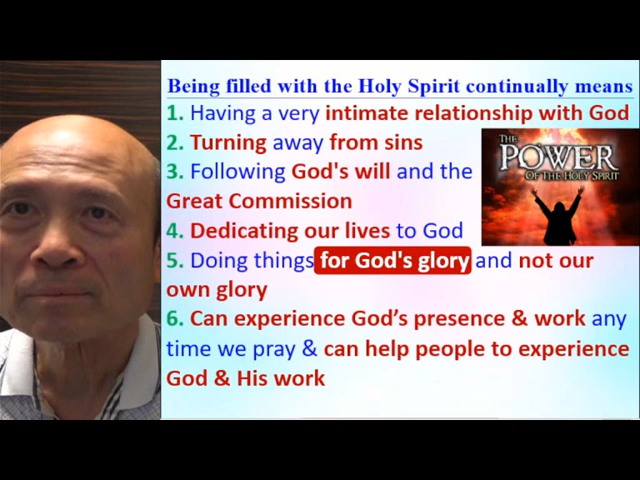 Being filled with the Holy Spirit continually means
1. Having a very intimate relationship with God
2. Turning away from sins
3. Following God's will and the
Great Commission
4. Dedicating our lives to God
5. Doing things for God's glory and not our
own glory
6. Can experience God’s presence & work any
time we pray & can help people to experience
God & His work
THE
POWER
OF THE HOLY SPIRIT